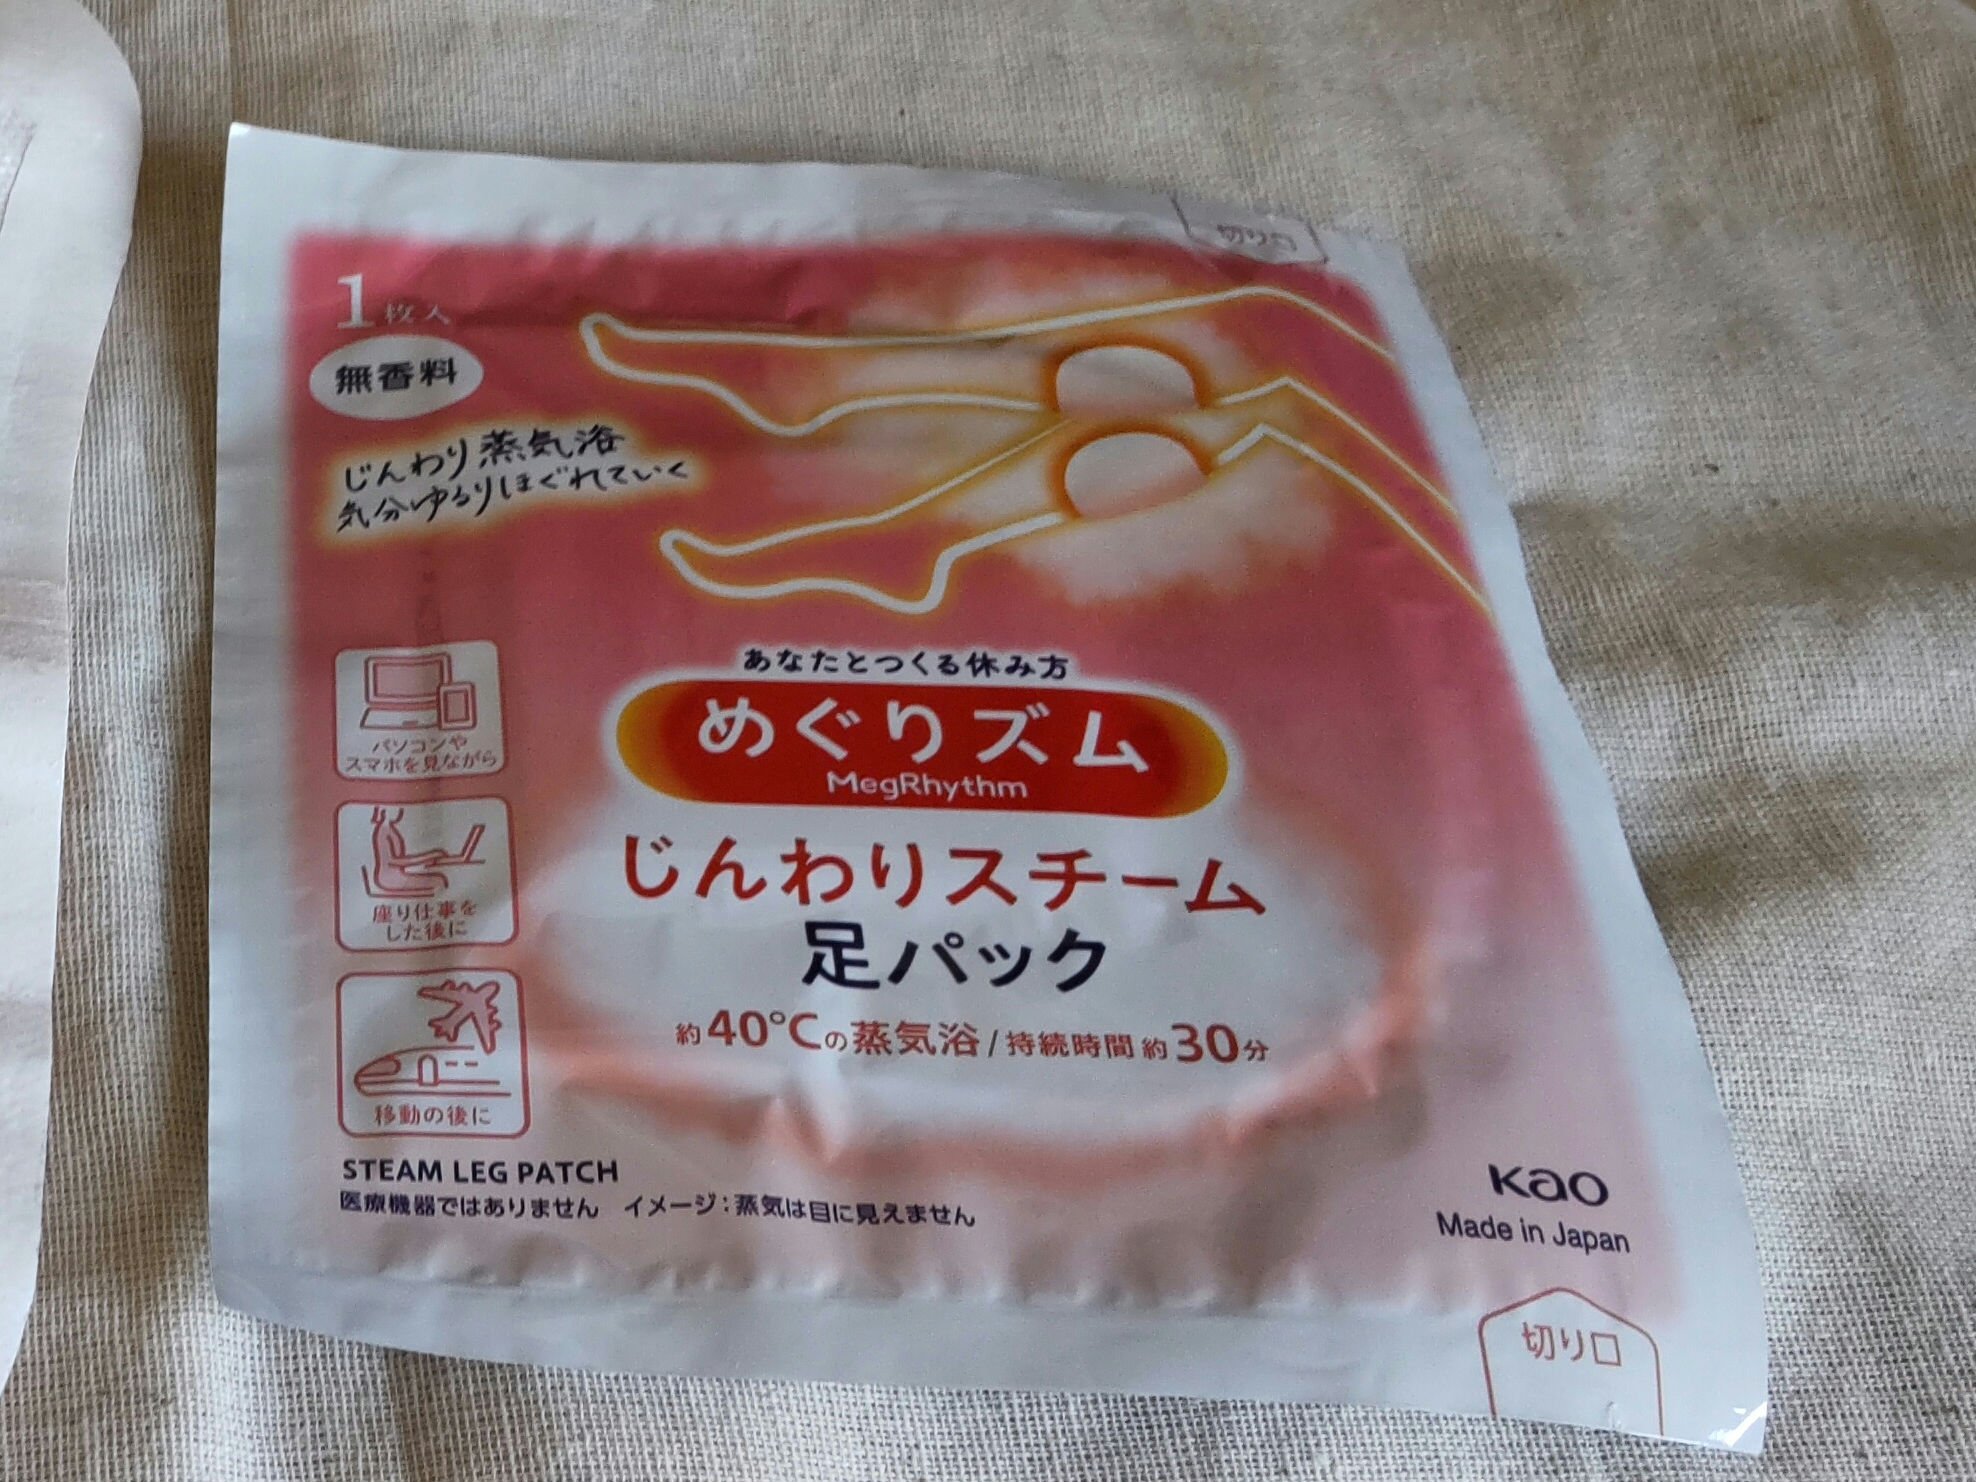 切り口
1枚入
無香料
じんわり蒸気浴
気分ゆるりほぐれていく
あなたとつくる休み方
めぐりズム
MegRhythm
じんわりスチーム
足パック
約40℃の蒸気浴/持続時間約30分
パソコンや
スマホを見ながら
座り仕事を
した後に
移動の後に
STEAM LEG PATCH
医療機器ではありません イメージ:蒸気は目に見えません
Kao
Made in Japan
切り口